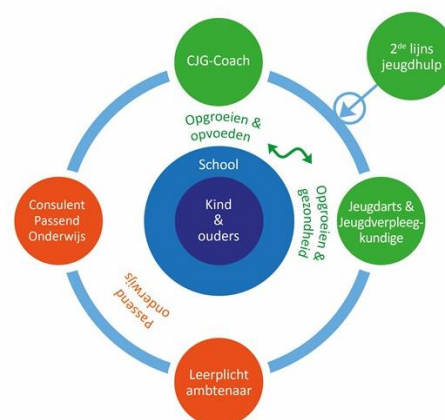 CJG-Coach
2de lijns
jeugdhulp
Opgroeien &
opvoeden
School
Kind
&
ouders
Opgroeien &
gezondheid
Jeugdarts &
Jeugdverpleeg-
kundige
Consulent
Passend
Onderwijs
Passend
onderwijs
Leerplicht
ambtenaar